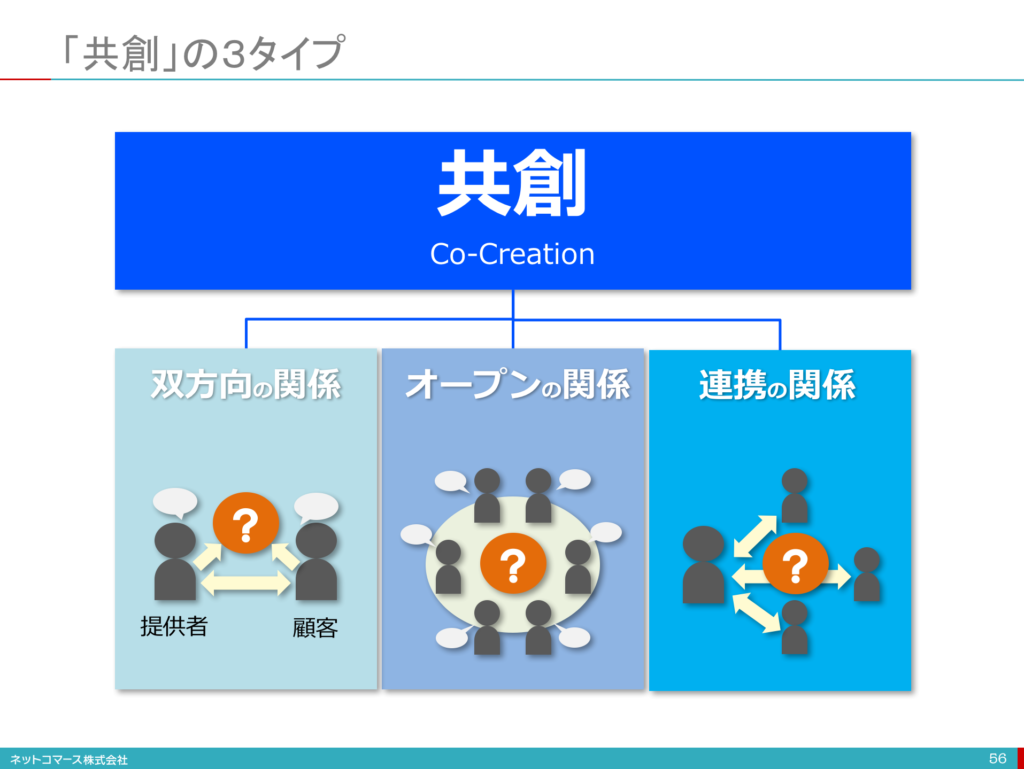 「共創」の3タイプ
共創
Co-Creation
双方向の関係
オープンの関係
連携の関係
?
?
?
提供者
顧客
ネットコマース株式会社
56